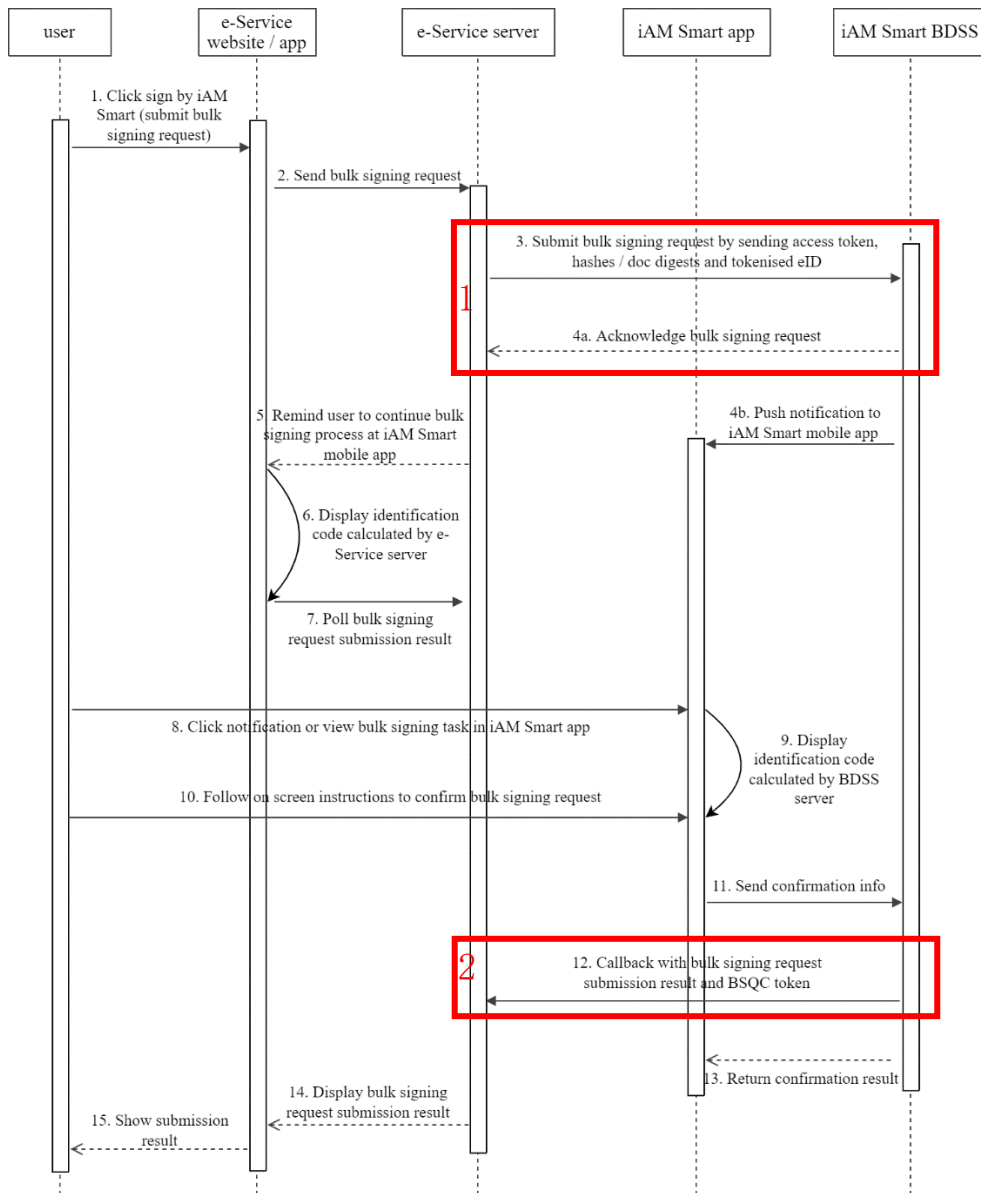 user
e-Service
website / app
e-Service server
iAM Smart app
iAM Smart BDSS
1. Click sign by iAM
Smart (submit bulk
signing request)
2. Send bulk signing request
1
3. Submit bulk signing request by sending access token,
hashes / doc digests and tokenised eID
4a. Acknowledge bulk signing request
5. Remind user to continue bulk
signing process at iAM Smart
mobile app
4b. Push notification to
iAM Smart mobile app
6. Display identification
code calculated by e-
Service server
7. Poll bulk signing
request submission result
8. Click notification or view bulk signing task in iAM Smart app
9. Display
identification code
calculated by BDSS
server
10. Follow on screen instructions to confirm bulk signing request
11. Send confirmation info
2
12. Callback with bulk signing request
submission result and BSQC token
13. Return confirmation result
14. Display bulk signing
request submission result
15. Show submission
result